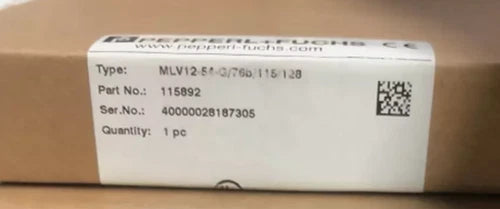 PEPPERL+FUCHS CE
www.pepperl-fuchs.com
Type: MLV12-54-G/76b/115/128
Part No.: 115892
Ser.No.: 40000028187305
Quantity: 1 pc